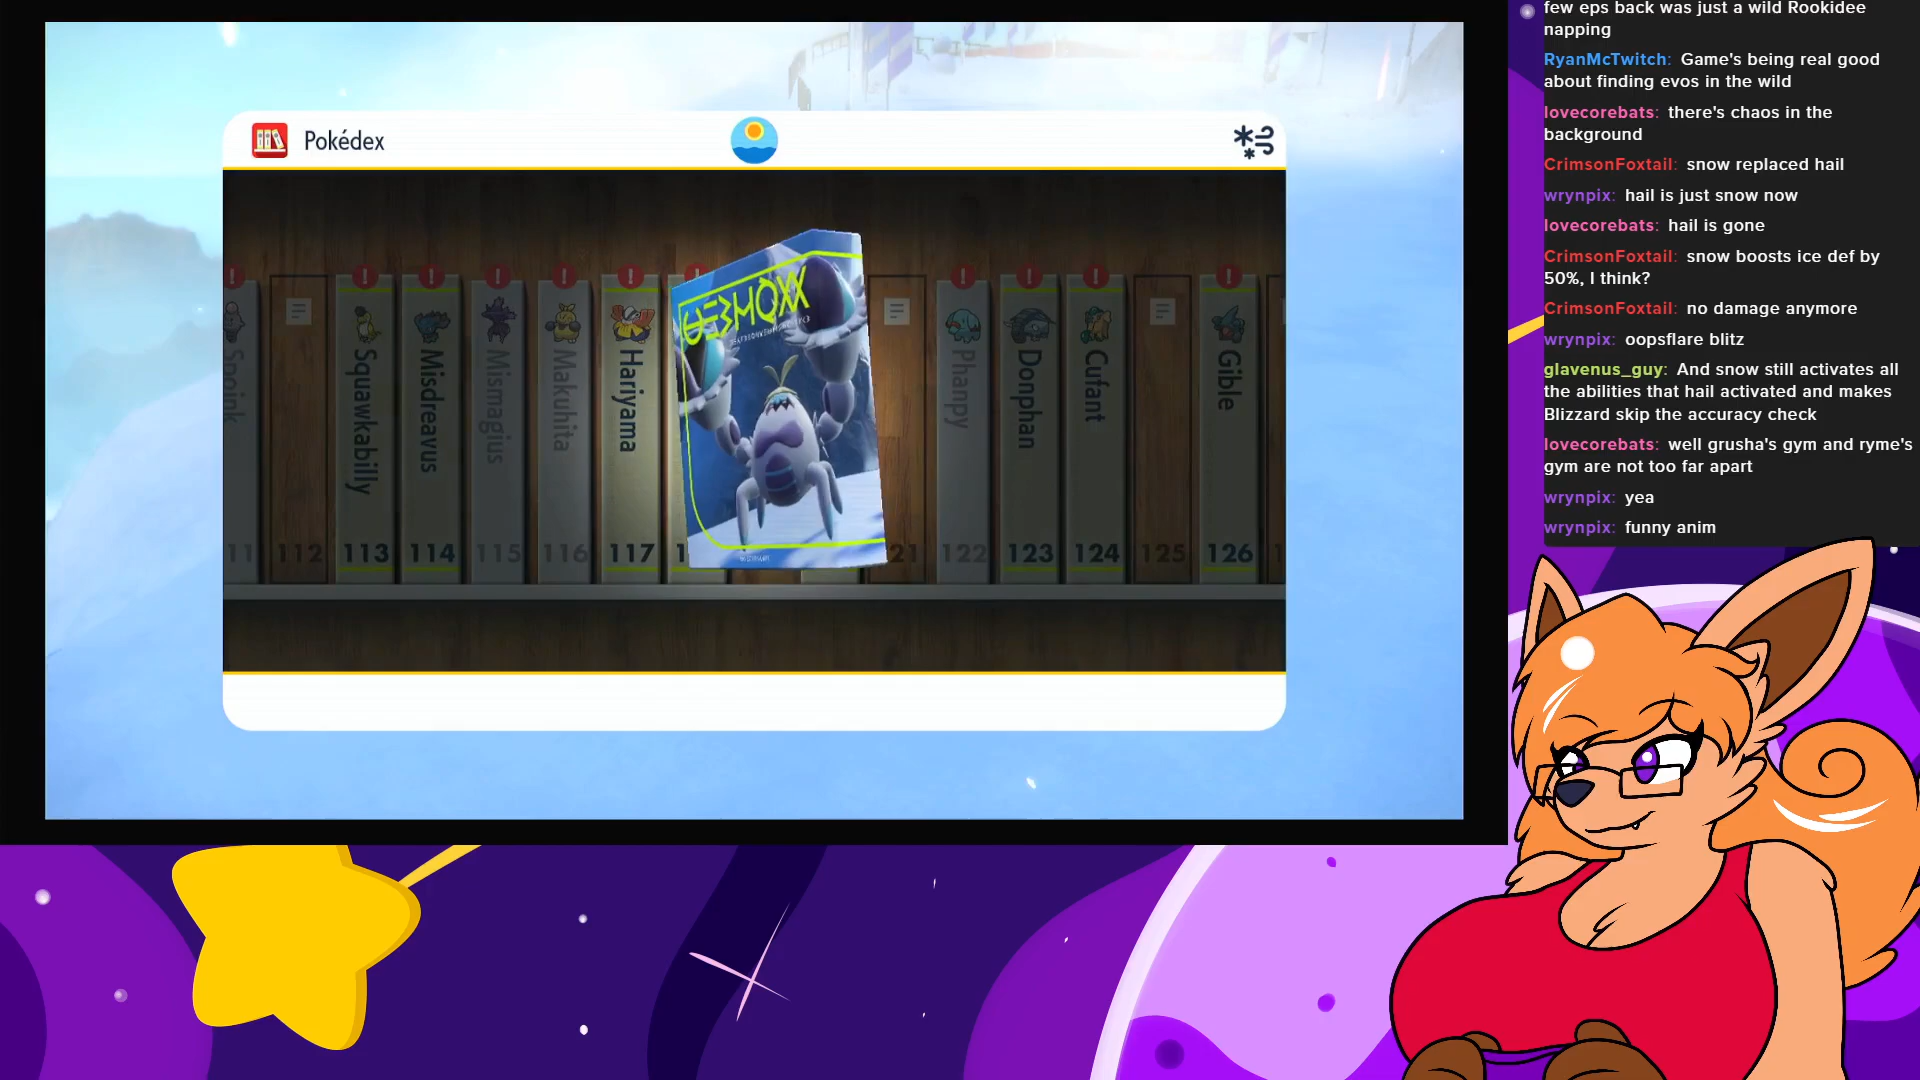 Pokédex
Spoink
Squawkabilly
Misdreavus
Mismagius
Makuhita
Hariyama
Phanpy
Donphan
Cufant
Gible
11
112
113
114
115
116
117
1
21
122
123
124
125
126
1
few eps back was just a wild Rookidee
napping
RyanMcTwitch: Game's being real good
about finding evos in the wild
lovecorebats: there's chaos in the
background
CrimsonFoxtail: snow replaced hail
wrynpix: hail is just snow now
lovecorebats: hail is gone
CrimsonFoxtail: snow boosts ice def by
50%, I think?
CrimsonFoxtail: no damage anymore
wrynpix: oopsflare blitz
glavenus_guy: And snow still activates all
the abilities that hail activated and makes
Blizzard skip the accuracy check
lovecorebats: well grusha's gym and ryme's
gym are not too far apart
wrynpix: yea
wrynpix: funny anim